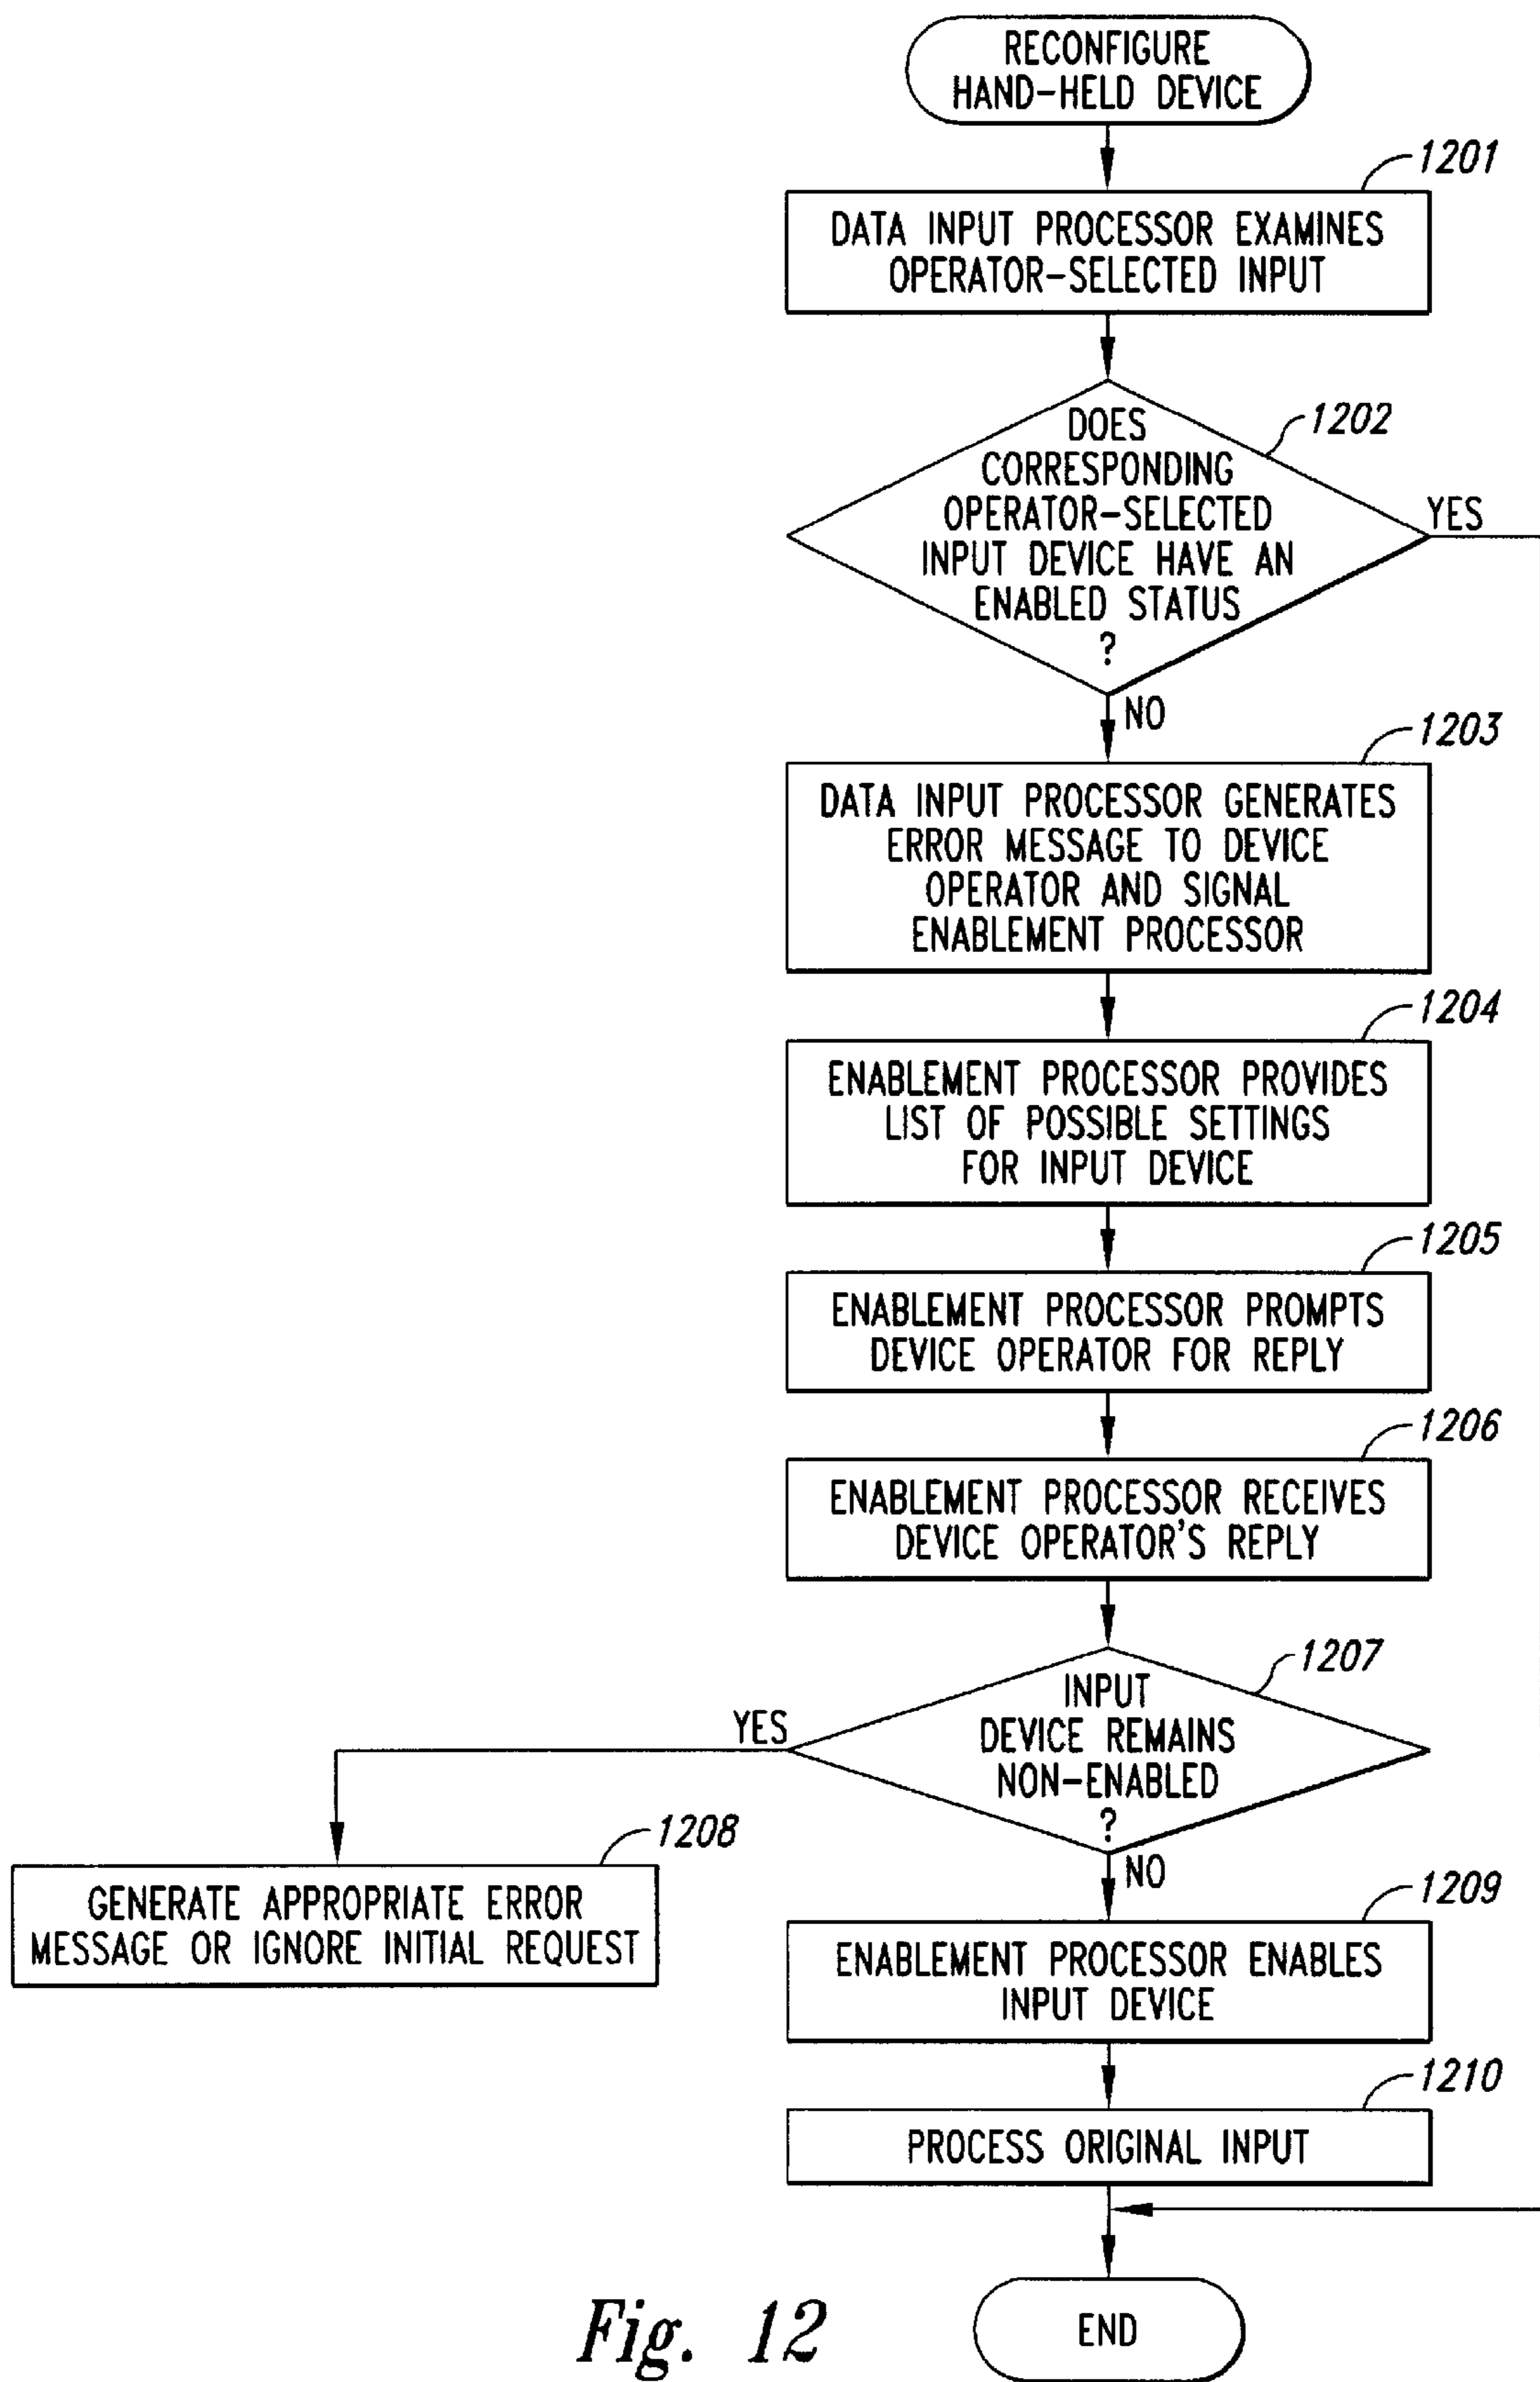 RECONFIGURE
HAND-HELD DEVICE
1201
DATA INPUT PROCESSOR EXAMINES
OPERATOR-SELECTED INPUT
1202
DOES
CORRESPONDING
OPERATOR-SELECTED
INPUT DEVICE HAVE AN
ENABLED STATUS
?
YES
NO
1203
DATA INPUT PROCESSOR GENERATES
ERROR MESSAGE TO DEVICE
OPERATOR AND SIGNAL
ENABLEMENT PROCESSOR
1204
ENABLEMENT PROCESSOR PROVIDES
LIST OF POSSIBLE SETTINGS
FOR INPUT DEVICE
1205
ENABLEMENT PROCESSOR PROMPTS
DEVICE OPERATOR FOR REPLY
1206
ENABLEMENT PROCESSOR RECEIVES
DEVICE OPERATOR'S REPLY
1207
INPUT
DEVICE REMAINS
NON-ENABLED
?
YES
1208
GENERATE APPROPRIATE ERROR
MESSAGE OR IGNORE INITIAL REQUEST
NO
1209
ENABLEMENT PROCESSOR ENABLES
INPUT DEVICE
1210
PROCESS ORIGINAL INPUT
END
Fig. 12